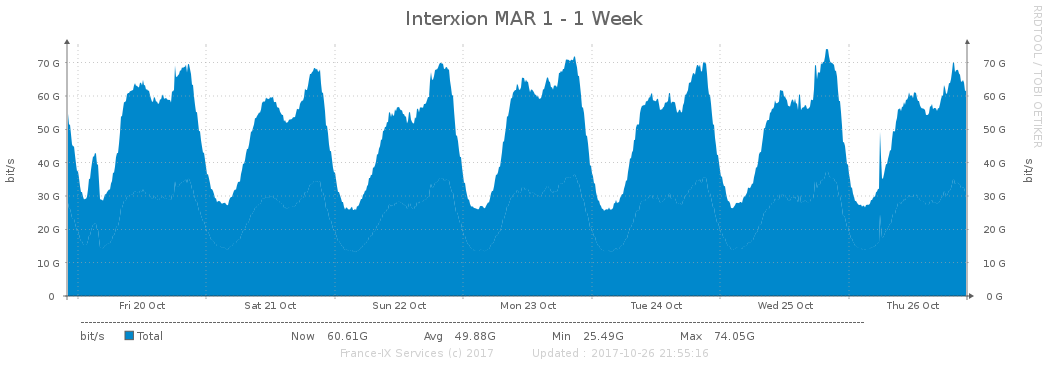 Interxion MAR 1 - 1 Week
RRDTOOL / TOBI OETIKER
bit/s
70 G 70 G
60 G 60 G
50 G 50 G
40 G 40 G
30 G 30 G
20 G 20 G
10 G 10 G
0 0 G
bit/s
Fri 20 Oct Sat 21 Oct Sun 22 Oct Mon 23 Oct Tue 24 Oct Wed 25 Oct Thu 26 Oct
bit/s Total Now 60.61G Avg 49.88G Min 25.49G Max 74.05G
France-IX Services (c) 2017 Updated : 2017-10-26 21:55:16